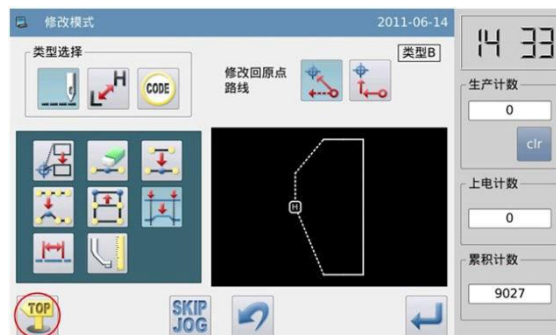 修改模式
2011-06-14
14 33
类型选择
类型B
H
CODE
修改回原点
路线
生产计数
0
clr
上电计数
0
累积计数
9027
H
TOP
SKIP
JOG